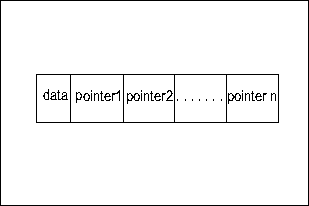 data pointer1 pointer2 ....... pointer n